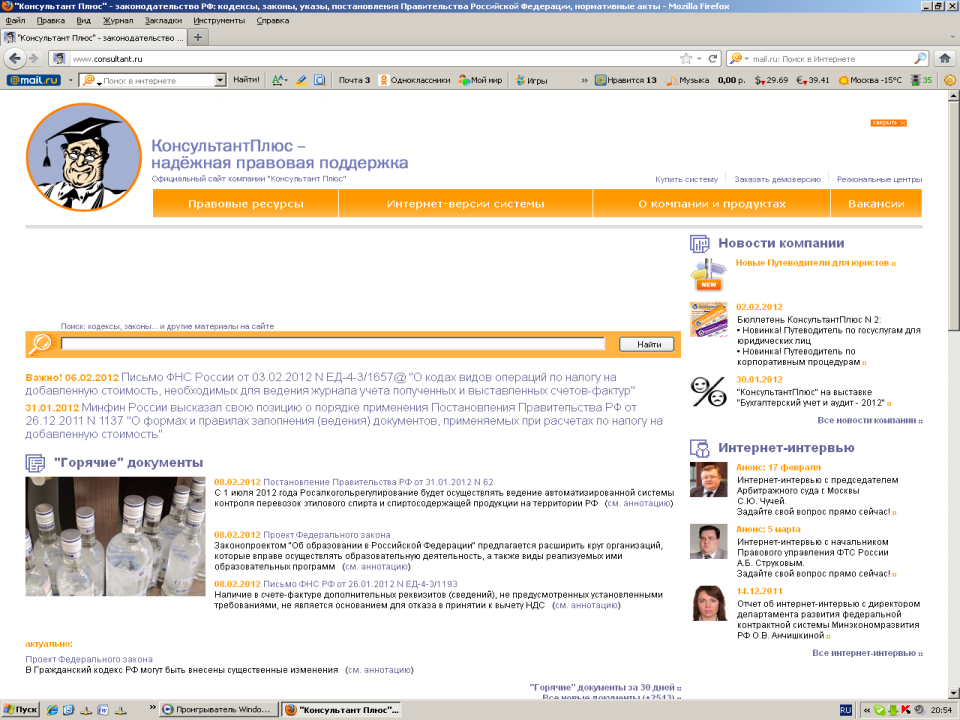 "Консультант Плюс" - законодательство РФ: кодексы, законы, указы, постановления Правительства Российской Федерации, нормативные акты - Mozilla Firefox
Файл Правка Вид Журнал Закладки Инструменты Справка
"Консультант Плюс" - законодательство ...
www.consultant.ru
mail.ru: Поиск в Интернете
@mail.ru Поиск в интернете Найти! Почта 3 Одноклассники Мой мир Игры » Нравится 13 Музыка 0,00 р. 29.69 39.41 Москва -15°C 35
закрыть
КонсультантПлюс –
надёжная правовая поддержка
Официальный сайт компании "Консультант Плюс"
Купить систему Заказать демоверсию Региональные центры
Правовые ресурсы Интернет-версии системы О компании и продуктах Вакансии
Поиск: кодексы, законы... и другие материалы на сайте
Найти
Важно! 06.02.2012 Письмо ФНС России от 03.02.2012 N ЕД-4-3/1657@ "О кодах видов операций по налогу на
добавленную стоимость, необходимых для ведения журнала учета полученных и выставленных счетов-фактур"
31.01.2012 Минфин России высказал свою позицию о порядке применения Постановления Правительства РФ от
26.12.2011 N 1137 "О формах и правилах заполнения (ведения) документов, применяемых при расчетах по налогу на
добавленную стоимость"
"Горячие" документы
08.02.2012 Постановление Правительства РФ от 31.01.2012 N 62
С 1 июля 2012 года Росалкогольрегулирование будет осуществлять ведение автоматизированной системы
контроля перевозок этилового спирта и спиртосодержащей продукции на территории РФ (см. аннотацию)
08.02.2012 Проект Федерального закона
Законопроектом "Об образовании в Российской Федерации" предлагается расширить круг организаций,
которые вправе осуществлять образовательную деятельность, а также виды реализуемых ими
образовательных программ (см. аннотацию)
08.02.2012 Письмо ФНС РФ от 26.01.2012 N ЕД-4-3/1193
Наличие в счете-фактуре дополнительных реквизитов (сведений), не предусмотренных установленными
требованиями, не является основанием для отказа в принятии к вычету НДС (см. аннотацию)
актуально:
Проект Федерального закона
В Гражданский кодекс РФ могут быть внесены существенные изменения (см. аннотацию)
"Горячие" документы за 30 дней ::
Все новые документы (+2543) ::
Новости компании
Новые Путеводители для юристов ::
NEW
02.02.2012
Бюллетень КонсультантПлюс N 2:
• Новинка! Путеводитель по госуслугам для
юридических лиц
• Новинка! Путеводитель по
корпоративным процедурам ::
30.01.2012
"КонсультантПлюс" на выставке
"Бухгалтерский учет и аудит - 2012" ::
Все новости компании ::
Интернет-интервью
Анонс: 17 февраля
Интернет-интервью с председателем
Арбитражного суда г. Москвы
С.Ю. Чучей.
Задайте свой вопрос прямо сейчас! ::
Анонс: 5 марта
Интернет-интервью с начальником
Правового управления ФТС России
А.Б. Струковым.
Задайте свой вопрос прямо сейчас! ::
14.12.2011
Отчет об интернет-интервью с директором
департамента развития федеральной
контрактной системы Минэкономразвития
РФ О.В. Анчишкиной ::
Все интернет-интервью ::
Пуск » Проигрыватель Windo... "Консультант Плюс"... RU « 20:54